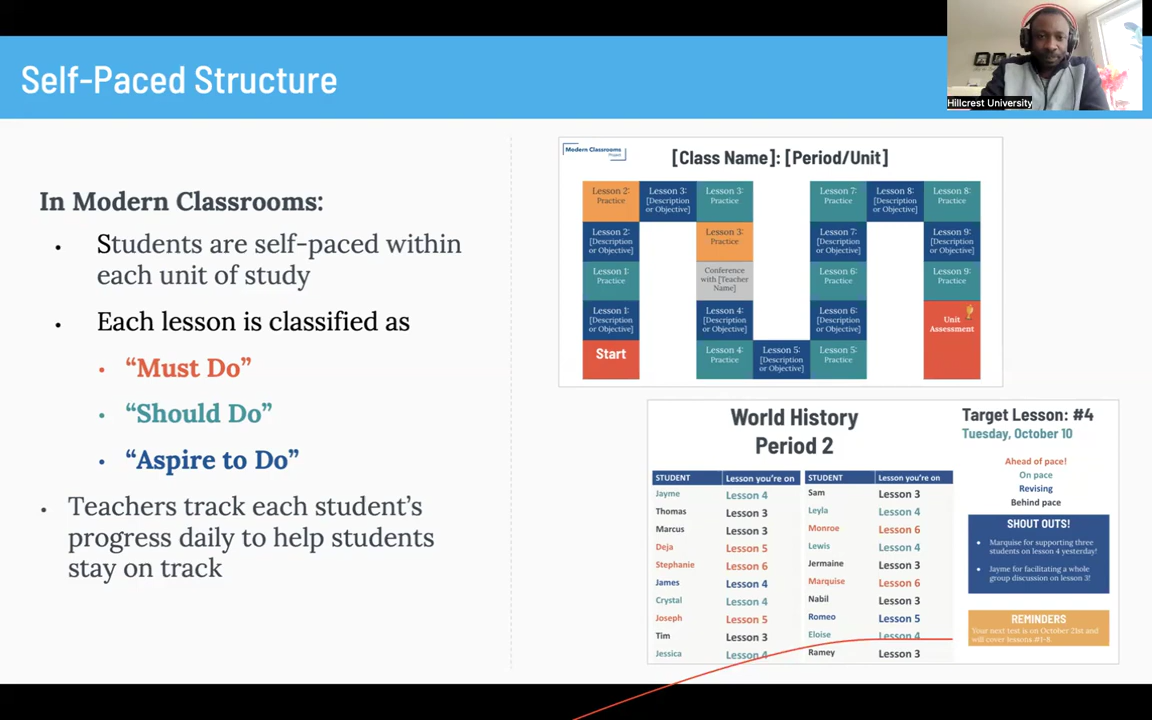 Self-Paced Structure
Hillcrest University
In Modern Classrooms:
• Students are self-paced within
each unit of study
• Each lesson is classified as
• “Must Do”
• “Should Do”
• “Aspire to Do”
• Teachers track each student’s
progress daily to help students
stay on track
Modern Classrooms
Project
[Class Name]: [Period/Unit]
Lesson 2:
Practice
Lesson 3:
[Description
or Objective]
Lesson 3:
Practice
Lesson 7:
Practice
Lesson 8:
[Description
or Objective]
Lesson 8:
Practice
Lesson 2:
[Description
or Objective]
Lesson 3:
Practice
Lesson 7:
[Description
or Objective]
Lesson 9:
[Description
or Objective]
Lesson 1:
Practice
Conference
with [Teacher
Name]
Lesson 6:
Practice
Lesson 9:
Practice
Lesson 1:
[Description
or Objective]
Lesson 4:
[Description
or Objective]
Lesson 6:
[Description
or Objective]
Unit
Assessment
Start
Lesson 4:
Practice
Lesson 5:
[Description
or Objective]
Lesson 5:
Practice
World History
Period 2
STUDENT Lesson you're on
Jayme Lesson 4
Thomas Lesson 3
Marcus Lesson 3
Deja Lesson 5
Stephanie Lesson 6
James Lesson 4
Crystal Lesson 4
Joseph Lesson 5
Tim Lesson 3
Jessica Lesson 4
STUDENT Lesson you're on
Sam Lesson 3
Leyla Lesson 4
Monroe Lesson 6
Lewis Lesson 4
Jermaine Lesson 3
Marquise Lesson 6
Nabil Lesson 3
Romeo Lesson 5
Eloise Lesson 4
Ramey Lesson 3
Target Lesson: #4
Tuesday, October 10
Ahead of pace!
On pace
Revising
Behind pace
SHOUT OUTS!
• Marquise for supporting three
students on lesson 4 yesterday!
• Jayme for facilitating a whole
group discussion on lesson 3!
REMINDERS
Your next test is on October 21st and
will cover lessons #1-8